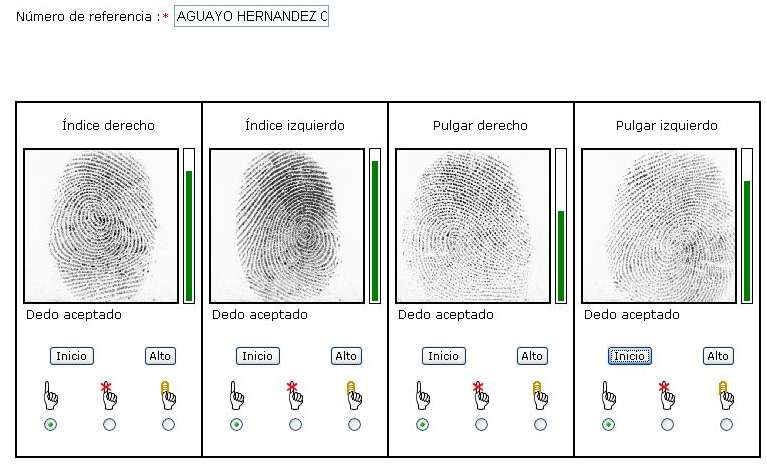 Número de referencia :* AGUAYO HERNANDEZ
Índice derecho Índice izquierdo Pulgar derecho Pulgar izquierdo
Dedo aceptado Dedo aceptado Dedo aceptado Dedo aceptado
Inicio Alto Inicio Alto Inicio Alto Inicio Alto